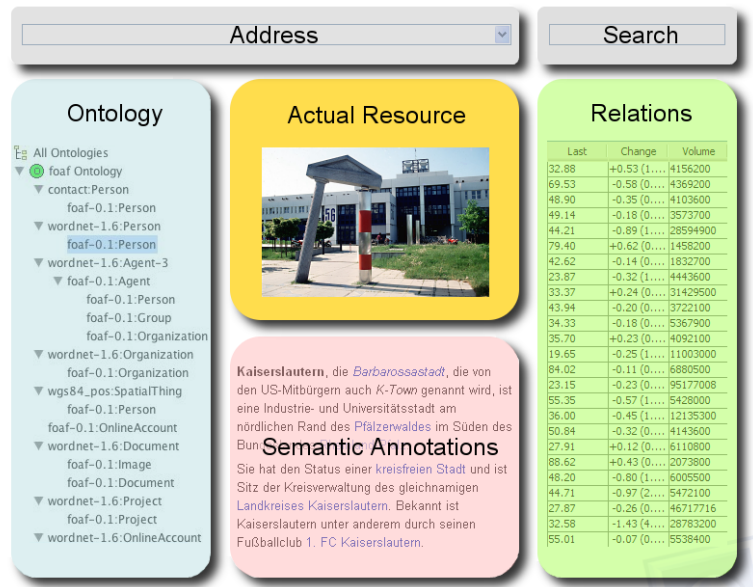 Address
Search
Ontology
All Ontologies
foaf Ontology
contact:Person
foaf-0.1:Person
wordnet-1.6:Person
foaf-0.1:Person
wordnet-1.6:Agent-3
foaf-0.1:Agent
foaf-0.1:Person
foaf-0.1:Group
foaf-0.1:Organization
wordnet-1.6:Organization
foaf-0.1:Organization
wgs84_pos:SpatialThing
foaf-0.1:Person
foaf-0.1:OnlineAccount
wordnet-1.6:Document
foaf-0.1:Image
foaf-0.1:Document
wordnet-1.6:Project
foaf-0.1:Project
wordnet-1.6:OnlineAccount
Actual Resource
Kaiserslautern, die Barbarossastadt, die von
den US-Mitbürgern auch K-Town genannt wird, ist
eine Industrie- und Universitätsstadt am
nördlichen Rand des Pfälzerwaldes im Süden des
Semantic Annotations
Sie hat den Status einer kreisfreien Stadt und ist
Sitz der Kreisverwaltung des gleichnamigen
Landkreises Kaiserslautern. Bekannt ist
Kaiserslautern unter anderem durch seinen
Fußballclub 1. FC Kaiserslautern.
Relations
Last Change Volume
32.88 +0.53 (1.... 4156200
69.53 -0.58 (0.... 4369200
48.90 -0.35 (0.... 4103600
49.14 -0.18 (0.... 3573700
44.21 -0.89 (1.... 28594900
79.40 +0.62 (0.... 1458200
42.62 -0.14 (0.... 1832700
23.87 -0.32 (1.... 4443600
33.37 +0.24 (0.... 31429500
43.94 -0.20 (0.... 3722100
34.33 -0.18 (0.... 5367900
35.70 +0.23 (0.... 4092100
19.65 -0.25 (1.... 11003000
84.02 -0.11 (0.... 6880500
23.15 -0.23 (0.... 95177008
55.35 -0.57 (1.... 5428000
36.00 -0.45 (1.... 12135300
50.84 -0.32 (0.... 4143600
27.91 +0.12 (0.... 6110800
88.62 +0.43 (0.... 2073800
48.20 -0.80 (1.... 6005500
44.71 -0.97 (2.... 5472100
27.87 -0.26 (0.... 46717716
32.58 -1.43 (4.... 28783200
55.01 -0.07 (0.... 5538400